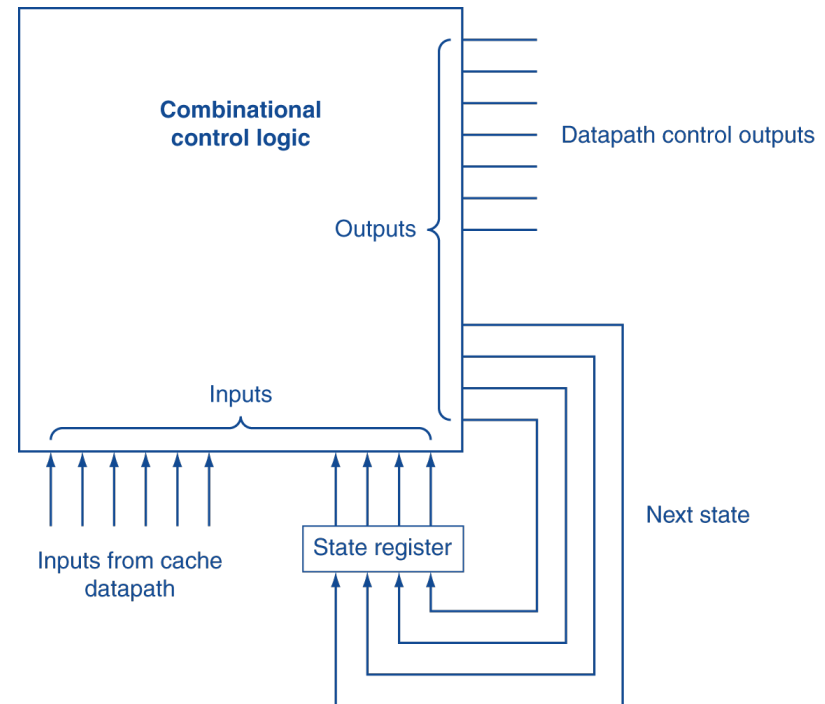 Combinational
control logic
Datapath control outputs
Outputs
Inputs
Next state
State register
Inputs from cache
datapath